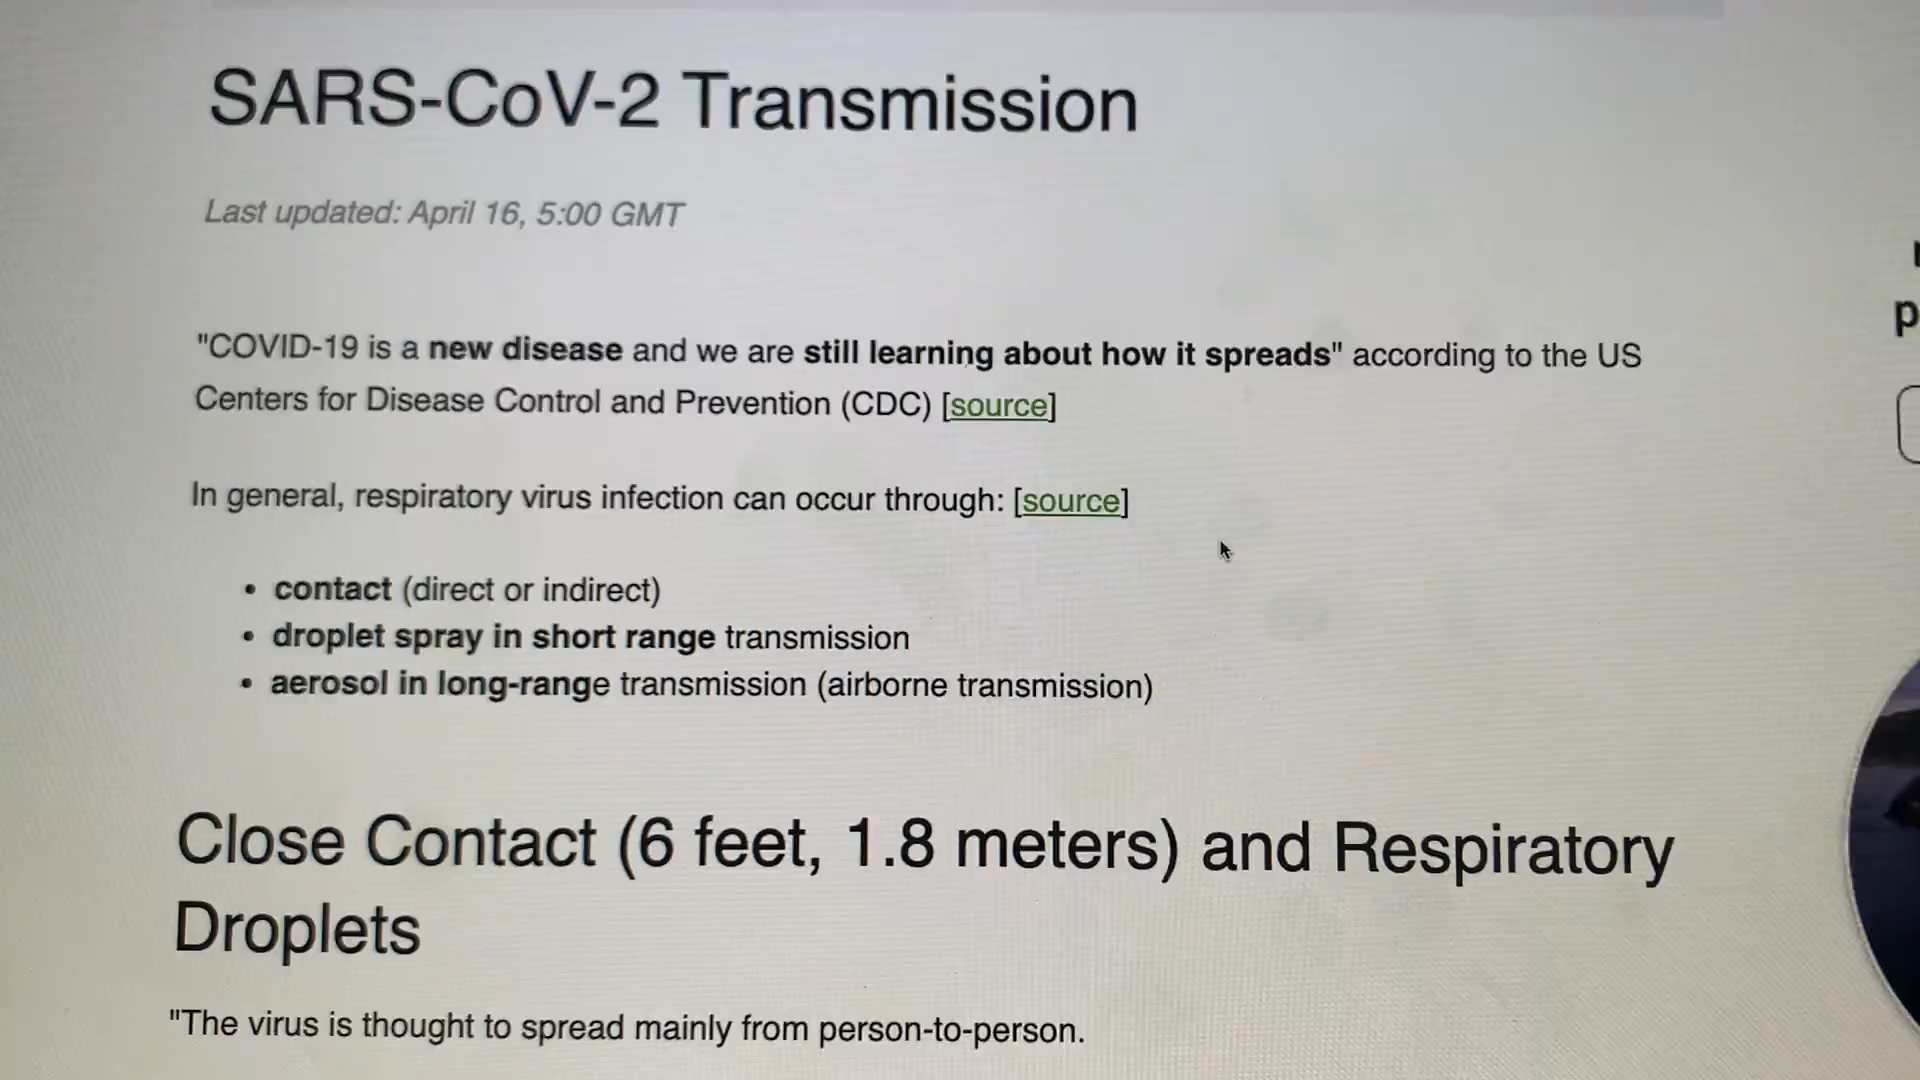 SARS-CoV-2 Transmission
Last updated: April 16, 5:00 GMT
"COVID-19 is a new disease and we are still learning about how it spreads" according to the US
Centers for Disease Control and Prevention (CDC) [source]
In general, respiratory virus infection can occur through: [source]
• contact (direct or indirect)
• droplet spray in short range transmission
• aerosol in long-range transmission (airborne transmission)
Close Contact (6 feet, 1.8 meters) and Respiratory
Droplets
"The virus is thought to spread mainly from person-to-person.